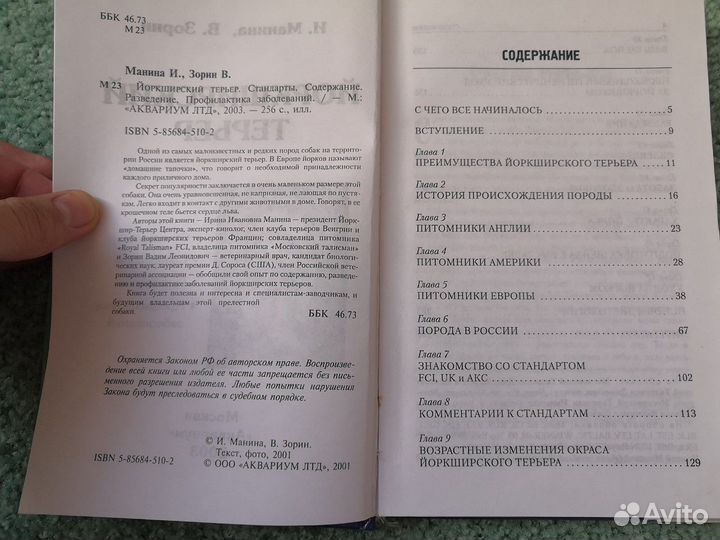 ББК 46.73
М 23
Манина И., Зорин В.
М 23 Йоркширский терьер. Стандарты. Содержание.
Разведение. Профилактика заболеваний. / — М.:
«АКВАРИУМ ЛТД», 2003. — 256 с., илл.
ISBN 5-85684-510-2
Одной из самых малоизвестных и редких пород собак на территории России является йоркширский терьер. В Европе йорков называют
«домашние тапочки», что говорит о необходимой принадлежности
каждого приличного дома.
Секрет популярности заключается в очень маленьком размере этой
собаки. Она очень уравновешенная, не капризная, не лающая по пустякам. Легко входит в контакт с другими животными в доме. Говорят, в ее
крошечном теле бьется сердце льва.
Авторы этой книги — Ирина Ивановна Манина — президент Йоркшир-Терьер Центра, эксперт-кинолог, член клуба терьеров Венгрии и
клуба йоркширских терьеров Франции; совладелица питомника
«Royal Talisman» FCI, владелица питомника «Московский талисман»
и Зорин Вадим Леонидович — ветеринарный врач, кандидат биологических наук, лауреат премии Д. Сороса (США), член Российской ветеринарной ассоциации — обобщили свой опыт по содержанию, разведению
и профилактике заболеваний йоркширских терьеров.
Книга будет полезна и интересна и специалистам-заводчикам, и
будущим владельцам этой прелестной
собаки.
ББК 46.73
Охраняется Законом РФ об авторском праве. Воспроизведение всей книги или любой ее части запрещается без письменного разрешения издателя. Любые попытки нарушения
Закона будут преследоваться в судебном порядке.
© И. Манина, В. Зорин.
Текст, фото, 2001
ISBN 5-85684-510-2
© ООО «АКВАРИУМ ЛТД», 2001
СОДЕРЖАНИЕ
С ЧЕГО ВСЕ НАЧИНАЛОСЬ 5
ВСТУПЛЕНИЕ 9
Глава 1
ПРЕИМУЩЕСТВА ЙОРКШИРСКОГО ТЕРЬЕРА 11
Глава 2
ИСТОРИЯ ПРОИСХОЖДЕНИЯ ПОРОДЫ 16
Глава 3
ПИТОМНИКИ АНГЛИИ 23
Глава 4
ПИТОМНИКИ АМЕРИКИ 28
Глава 5
ПИТОМНИКИ ЕВРОПЫ 38
Глава 6
ПОРОДА В РОССИИ 67
Глава 7
ЗНАКОМСТВО СО СТАНДАРТОМ
FCI, UK и АКС 102
Глава 8
КОММЕНТАРИИ К СТАНДАРТАМ 113
Глава 9
ВОЗРАСТНЫЕ ИЗМЕНЕНИЯ ОКРАСА
ЙОРКШИРСКОГО ТЕРЬЕРА 129
Avito